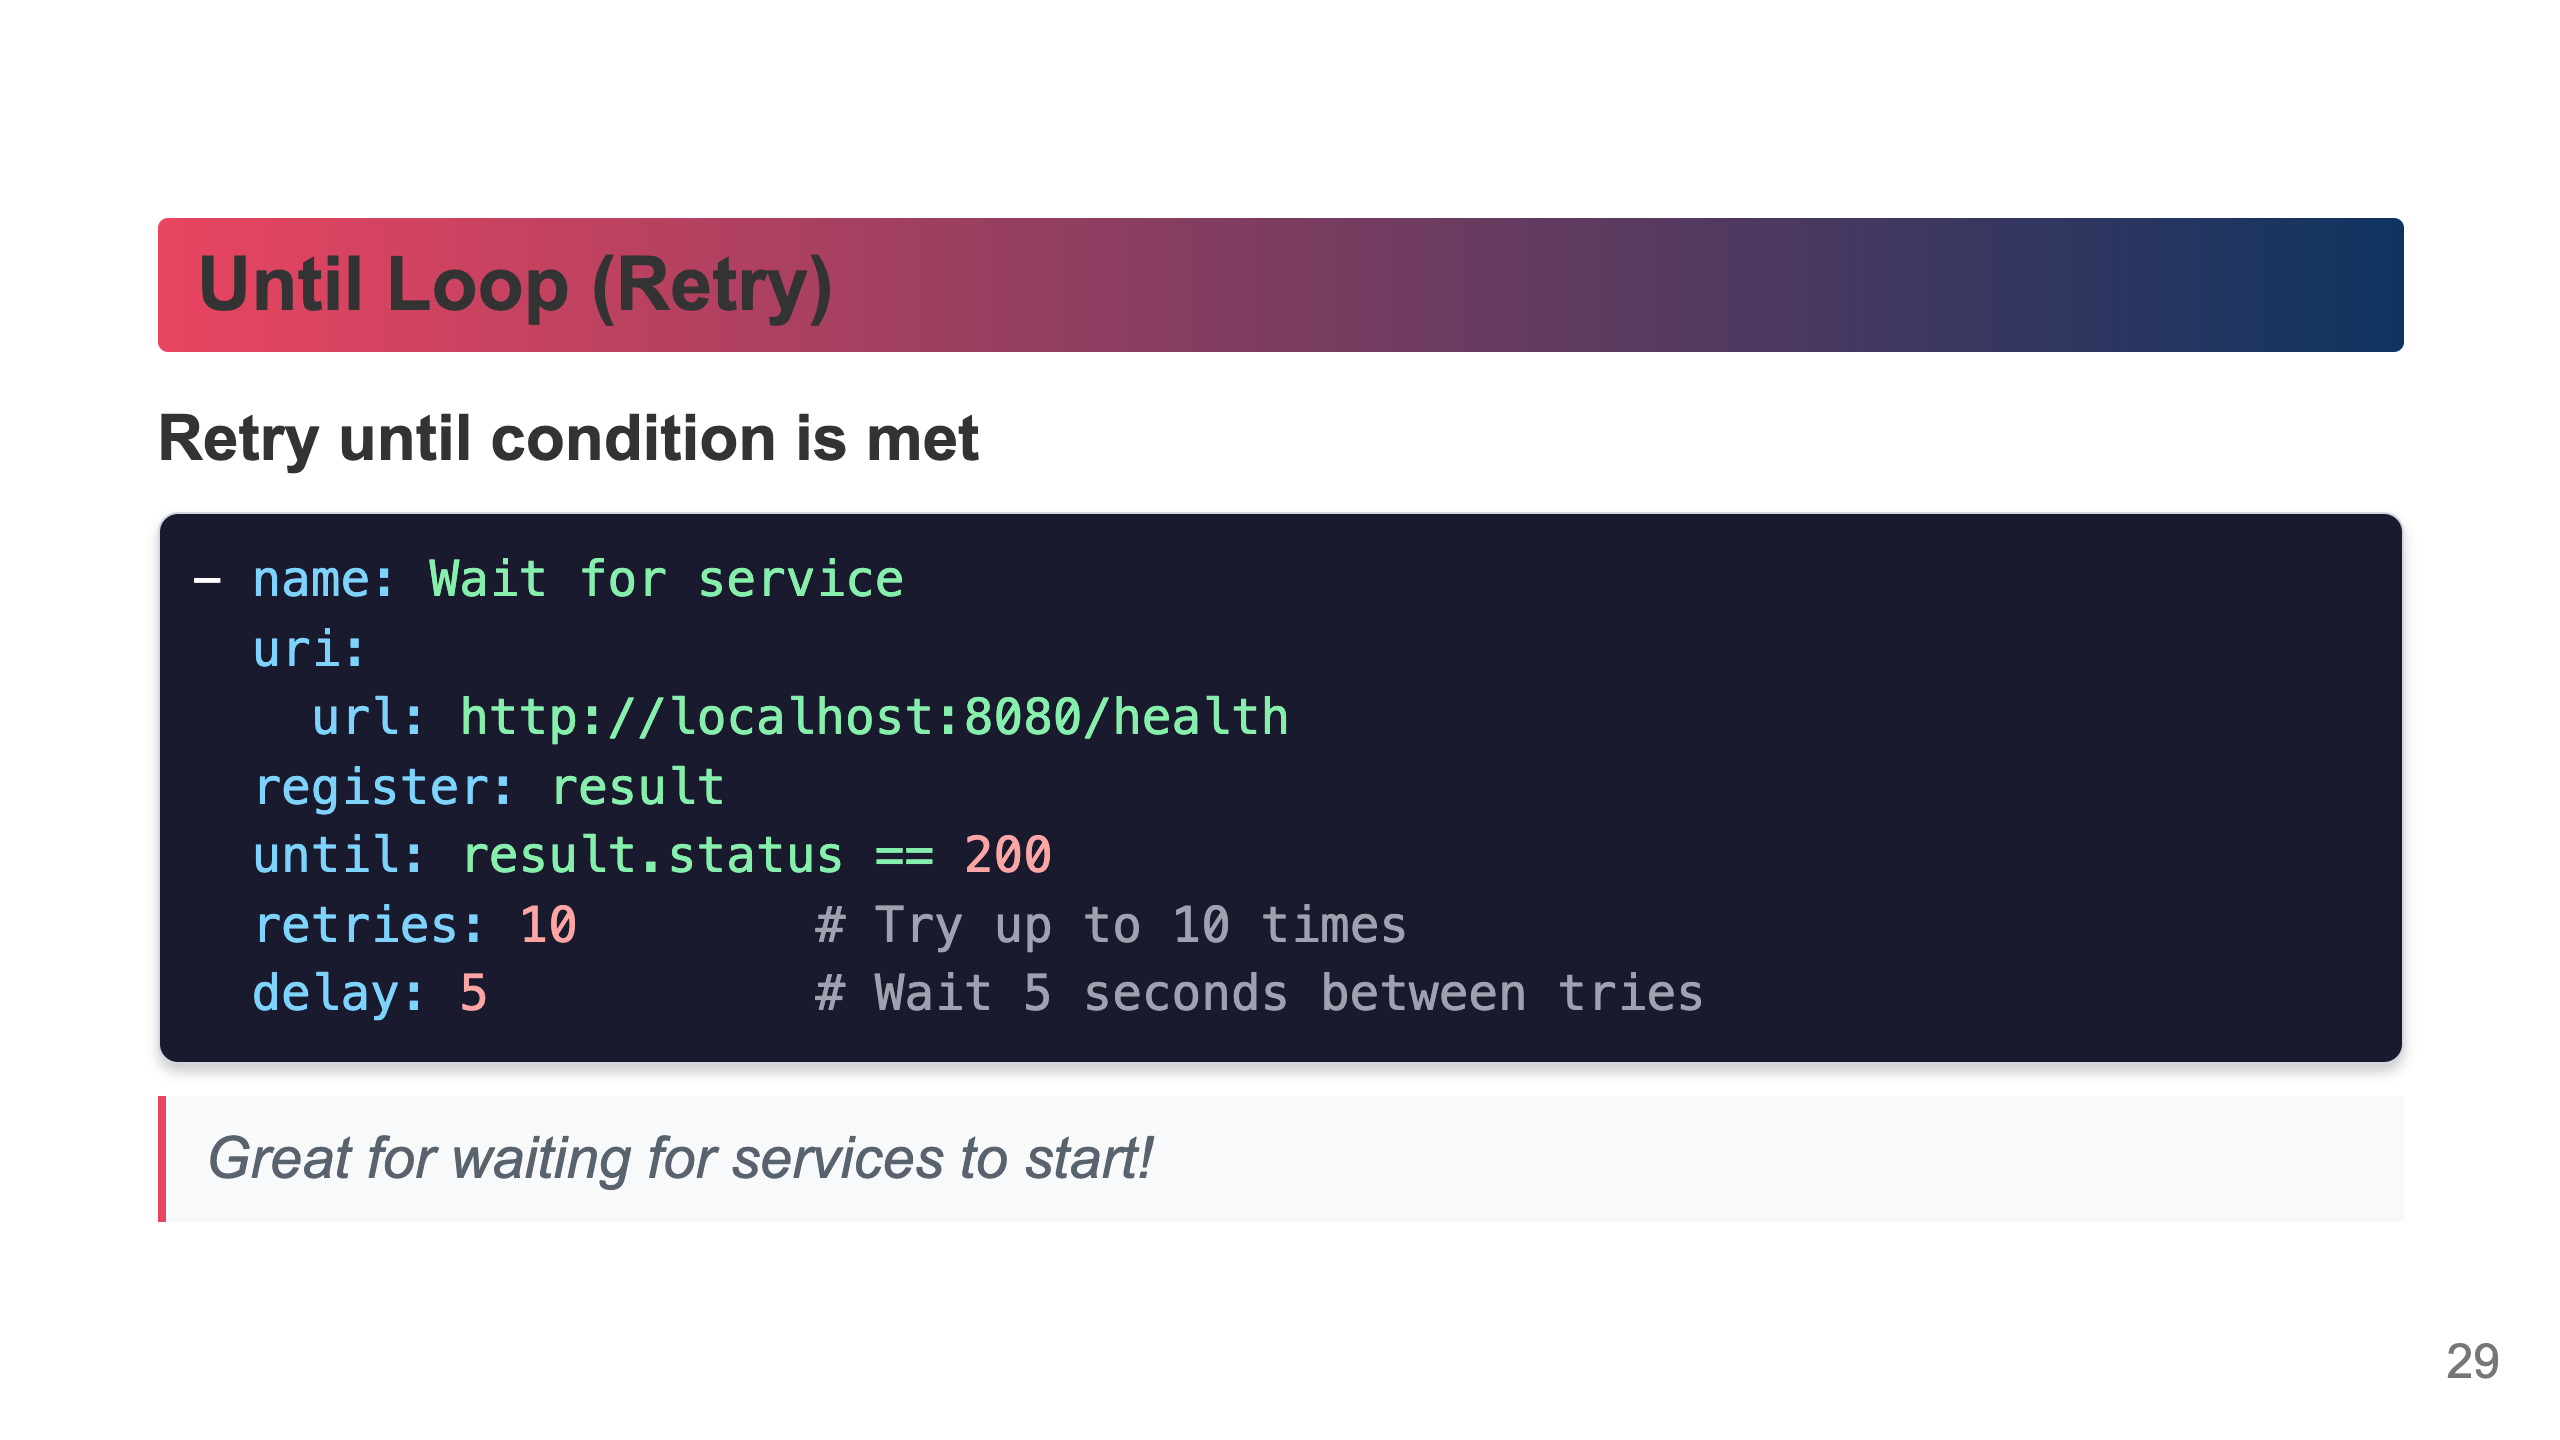 Until Loop (Retry)
Retry until condition is met
- name: Wait for service
  uri:
    url: http://localhost:8080/health
  register: result
  until: result.status == 200
  retries: 10        # Try up to 10 times
  delay: 5           # Wait 5 seconds between tries
Great for waiting for services to start!
29